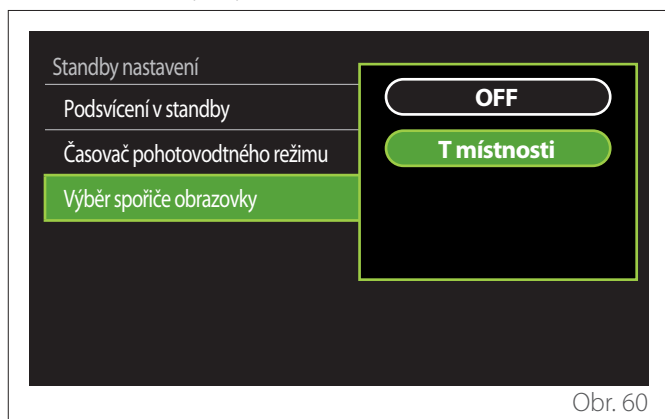 Standby nastavení
Podsvícení v standby
Časovač pohotovodtného režimu
Výběr spořiče obrazovky
OFF
T místnosti
Obr. 60